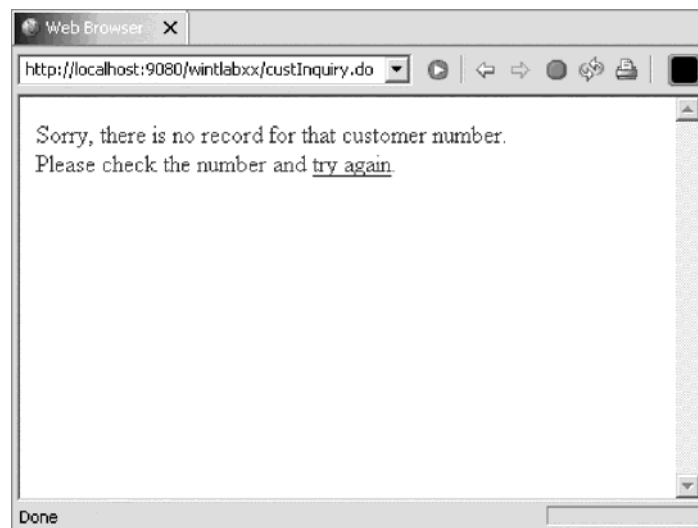 Web Browser
http://localhost:9080/wintlabxx/custInquiry.do
Sorry, there is no record for that customer number.
Please check the number and try again.
Done